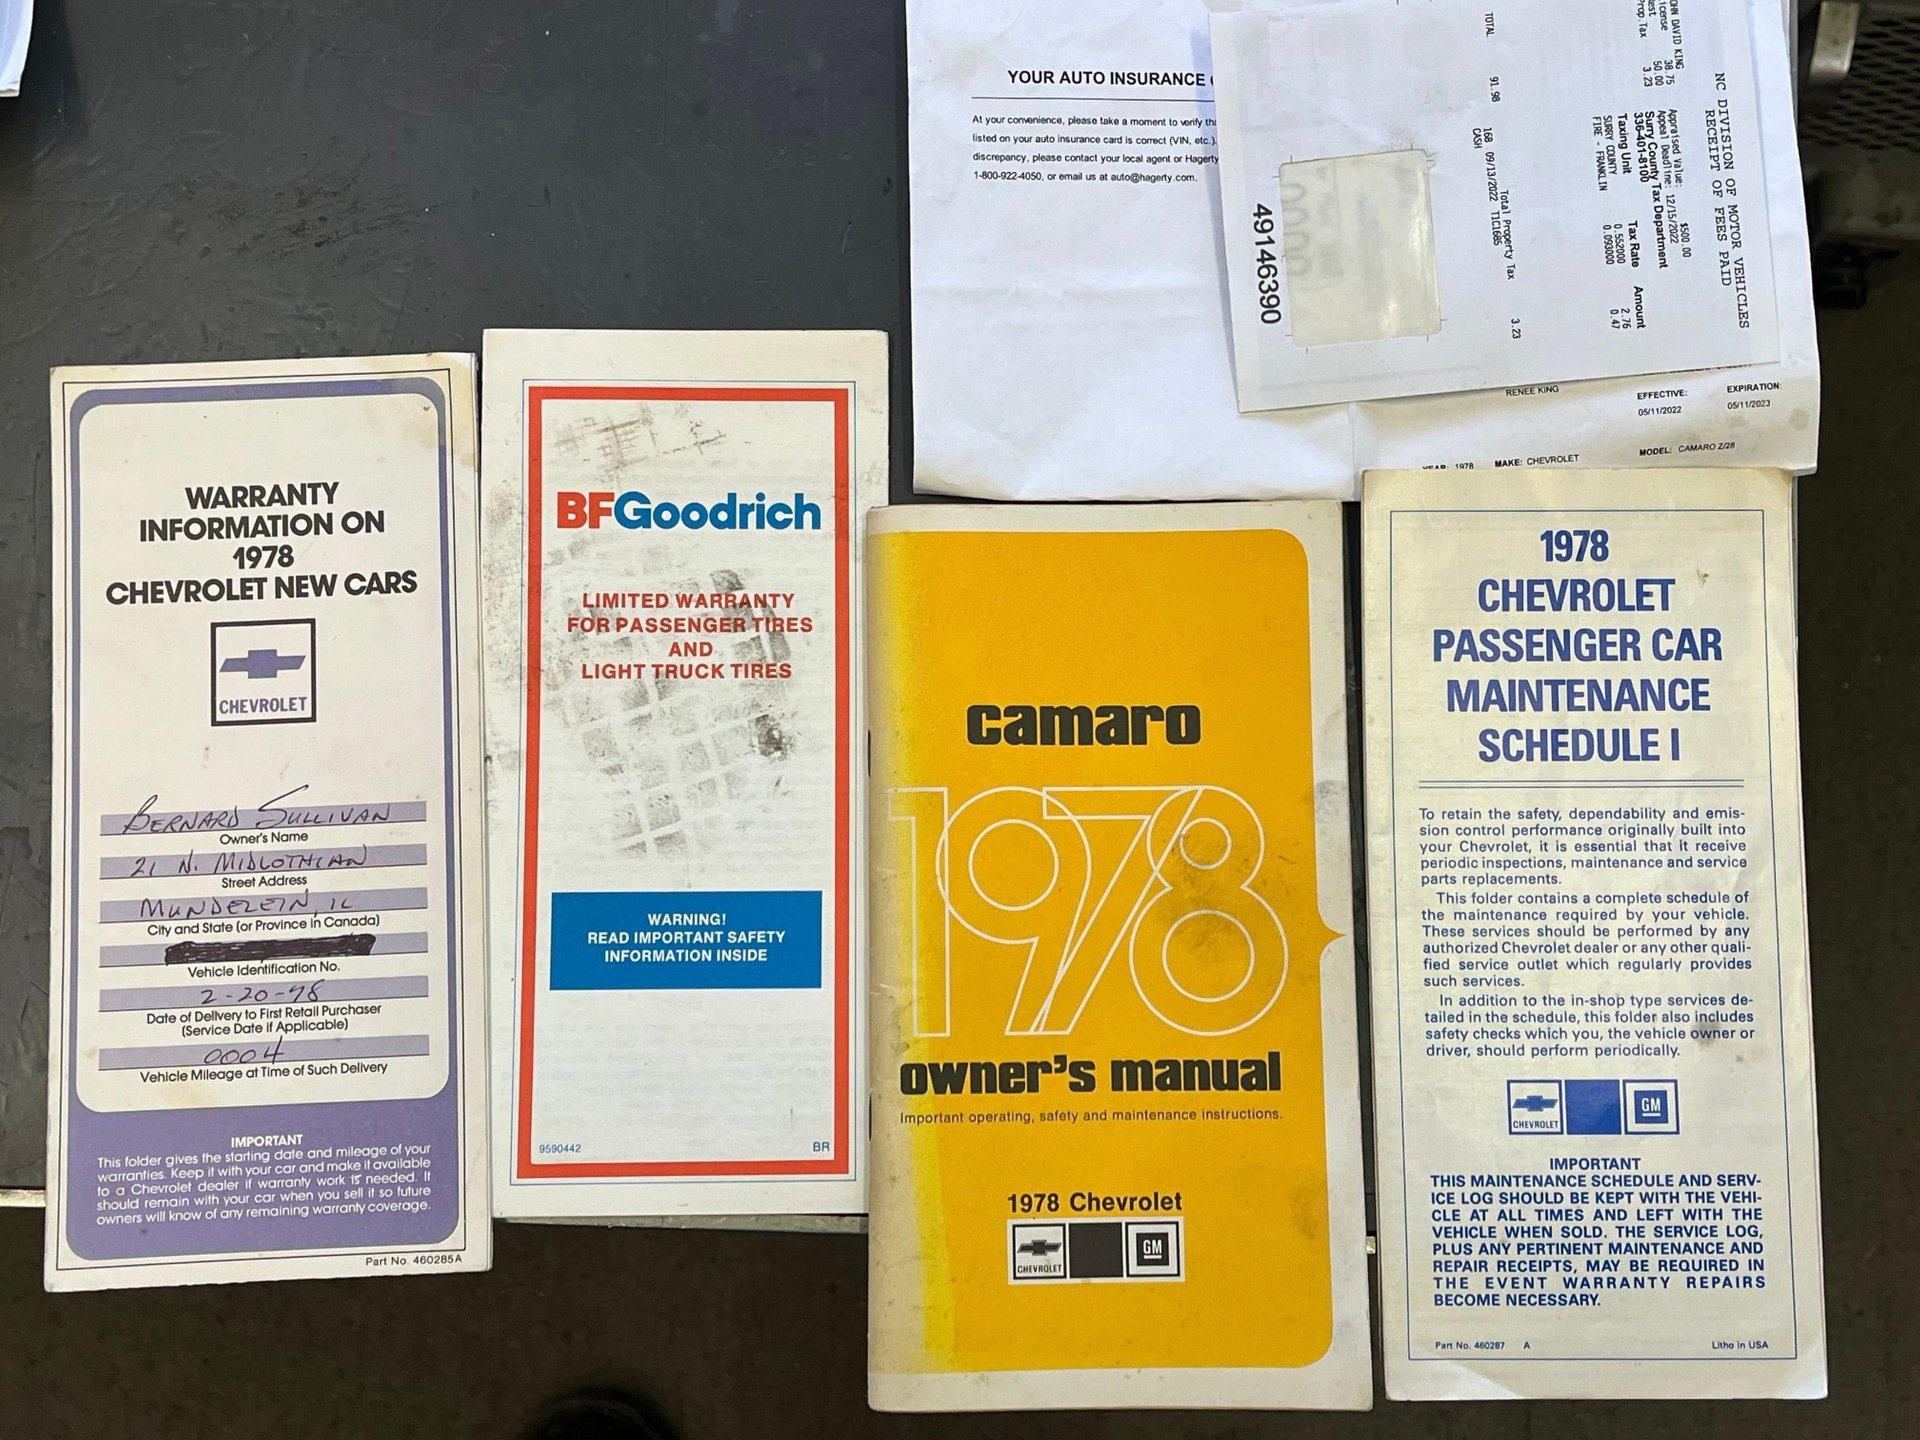 WARRANTY
INFORMATION ON
1978
CHEVROLET NEW CARS
CHEVROLET
BERNARD SULLIVAN
Owner's Name
21 N. MIDLOTHIAN
Street Address
MUNDELEIN, IL
City and State (or Province in Canada)
Vehicle Identification No.
2-20-78
Date of Delivery to First Retail Purchaser
(Service Date if Applicable)
0004
Vehicle Mileage at Time of Such Delivery
IMPORTANT
This folder gives the starting date and mileage of your
warranties. Keep it with your car and make it available
to a Chevrolet dealer if warranty work is needed. It
should remain with your car when you sell it so future
owners will know of any remaining warranty coverage.
Part No. 460285A
BFGoodrich
LIMITED WARRANTY
FOR PASSENGER TIRES
AND
LIGHT TRUCK TIRES
WARNING!
READ IMPORTANT SAFETY
INFORMATION INSIDE
9590442 BR
YOUR AUTO INSURANCE
At your convenience, please take a moment to verify
listed on your auto insurance card is correct (VIN, etc.).
discrepancy, please contact your local agent or Hagerty
1-800-922-4050, or email us at auto@hagerty.com.
NC DIVISION OF MOTOR VEHICLES
RECEIPT OF FEES PAID
DAVID KING
38.75
50.00
Prop.Tax 3.23
Appraised Value: $500.00
Appeal Deadline: 12/15/2022
Surry County Tax Department
336-401-8100
Taxing Unit Tax Rate Amount
SURRY COUNTY 0.552000 2.76
FIRE - FRANKLIN 0.093000 0.47
Total Property Tax 3.23
TOTAL 91.98
168 09/13/2022 T1C1685
CASH
49146390
RENEE KING
EFFECTIVE: EXPIRATION:
05/11/2022 05/11/2023
YEAR: 1978 MAKE: CHEVROLET MODEL: CAMARO Z/28
camaro
1978
owner's manual
Important operating, safety and maintenance instructions.
1978 Chevrolet
CHEVROLET GM
1978
CHEVROLET
PASSENGER CAR
MAINTENANCE
SCHEDULE I
To retain the safety, dependability and emis-
sion control performance originally built into
your Chevrolet, it is essential that it receive
periodic inspections, maintenance and service
parts replacements.
This folder contains a complete schedule of
the maintenance required by your vehicle.
These services should be performed by any
authorized Chevrolet dealer or any other quali-
fied service outlet which regularly provides
such services.
In addition to the in-shop type services de-
tailed in the schedule, this folder also includes
safety checks which you, the vehicle owner or
driver, should perform periodically.
CHEVROLET GM
IMPORTANT
THIS MAINTENANCE SCHEDULE AND SERV-
ICE LOG SHOULD BE KEPT WITH THE VEHI-
CLE AT ALL TIMES AND LEFT WITH THE
VEHICLE WHEN SOLD. THE SERVICE LOG,
PLUS ANY PERTINENT MAINTENANCE AND
REPAIR RECEIPTS, MAY BE REQUIRED IN
THE EVENT WARRANTY REPAIRS
BECOME NECESSARY.
Part No. 460287 A Litho in USA